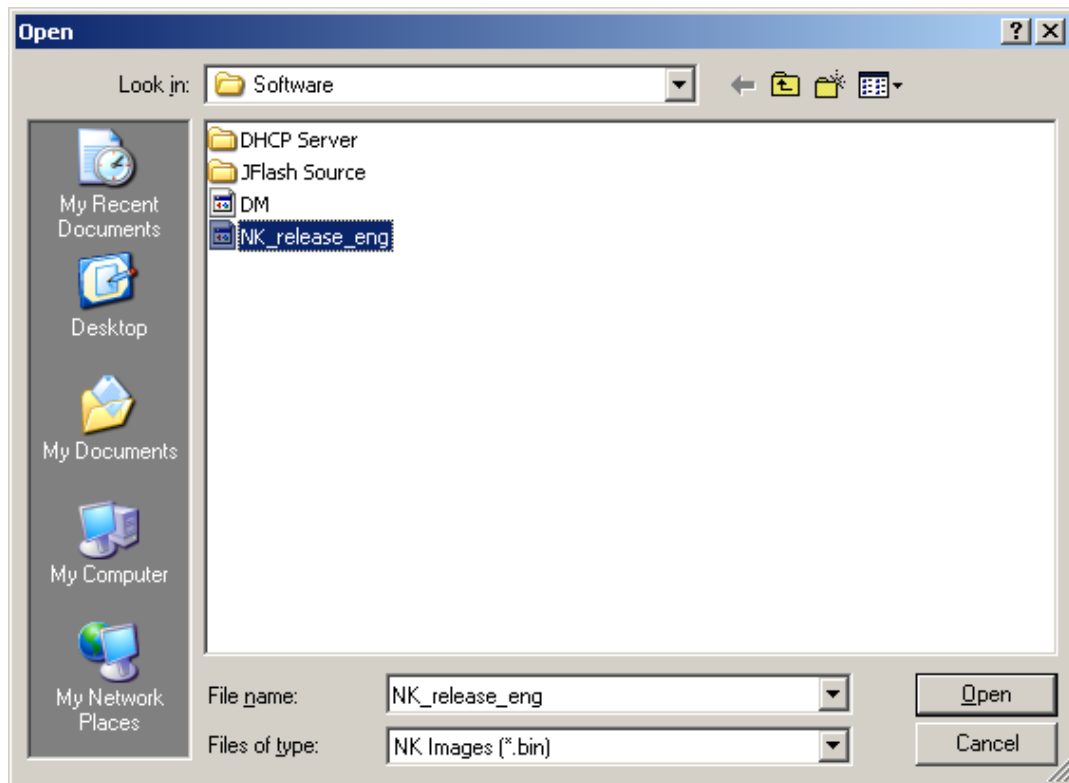 Open
Look in: Software
My Recent
Documents
Desktop
My Documents
My Computer
My Network
Places
DHCP Server
JFlash Source
DM
NK_release_eng
File name: NK_release_eng Open
Files of type: NK Images (*.bin) Cancel